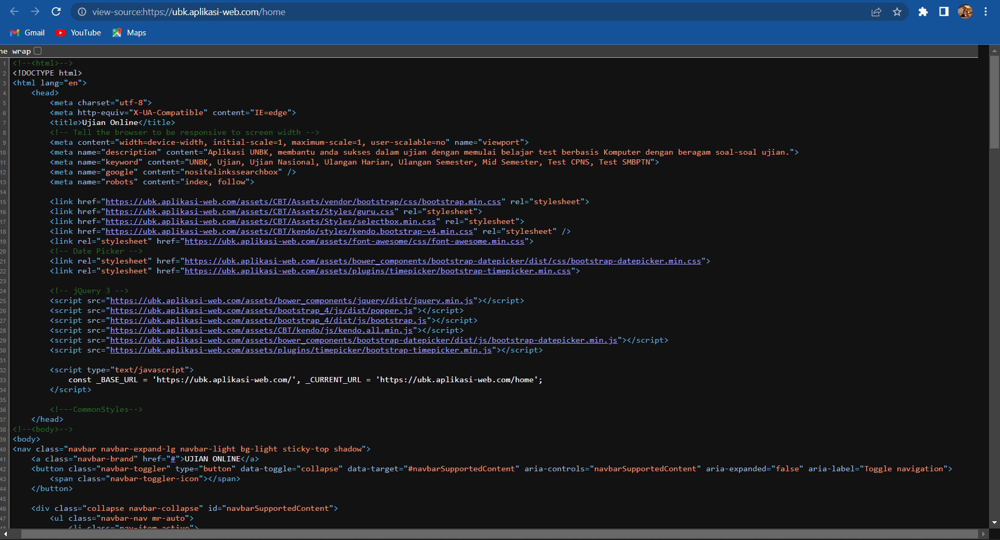 view-source:https://ubk.aplikasi-web.com/home
Gmail YouTube Maps
ne wrap
1 <!--<html>-->
2 <!DOCTYPE html>
3 <html lang="en">
4 <head>
5 <meta charset="utf-8">
6 <meta http-equiv="X-UA-Compatible" content="IE=edge">
7 <title>Ujian Online</title>
8 <!-- Tell the browser to be responsive to screen width -->
9 <meta content="width=device-width, initial-scale=1, maximum-scale=1, user-scalable=no" name="viewport">
10 <meta name="description" content="Aplikasi UNBK, membantu anda sukses dalam ujian dengan memulai belajar test berbasis Komputer dengan beragam soal-soal ujian.">
11 <meta name="keyword" content="UNBK, Ujian, Ujian Nasional, Ulangan Harian, Ulangan Semester, Mid Semester, Test CPNS, Test SMBPTN">
12 <meta name="google" content="nositelinkssearchbox" />
13 <meta name="robots" content="index, follow">
14
15 <link href="https://ubk.aplikasi-web.com/assets/CBT/Assets/vendor/bootstrap/css/bootstrap.min.css" rel="stylesheet">
16 <link href="https://ubk.aplikasi-web.com/assets/CBT/Assets/Styles/guru.css" rel="stylesheet">
17 <link href="https://ubk.aplikasi-web.com/assets/CBT/Assets/Styles/selectbox.min.css" rel="stylesheet">
18 <link href="https://ubk.aplikasi-web.com/assets/CBT/kendo/styles/kendo.bootstrap-v4.min.css" rel="stylesheet" />
19 <link rel="stylesheet" href="https://ubk.aplikasi-web.com/assets/font-awesome/css/font-awesome.min.css">
20 <!-- Date Picker -->
21 <link rel="stylesheet" href="https://ubk.aplikasi-web.com/assets/bower_components/bootstrap-datepicker/dist/css/bootstrap-datepicker.min.css">
22 <link rel="stylesheet" href="https://ubk.aplikasi-web.com/assets/plugins/timepicker/bootstrap-timepicker.min.css">
23
24 <!-- jQuery 3 -->
25 <script src="https://ubk.aplikasi-web.com/assets/bower_components/jquery/dist/jquery.min.js"></script>
26 <script src="https://ubk.aplikasi-web.com/assets/bootstrap_4/js/dist/popper.js"></script>
27 <script src="https://ubk.aplikasi-web.com/assets/bootstrap_4/dist/js/bootstrap.js"></script>
28 <script src="https://ubk.aplikasi-web.com/assets/CBT/kendo/js/kendo.all.min.js"></script>
29 <script src="https://ubk.aplikasi-web.com/assets/bower_components/bootstrap-datepicker/dist/js/bootstrap-datepicker.min.js"></script>
30 <script src="https://ubk.aplikasi-web.com/assets/plugins/timepicker/bootstrap-timepicker.min.js"></script>
31
32 <script type="text/javascript">
33 const _BASE_URL = 'https://ubk.aplikasi-web.com/', _CURRENT_URL = 'https://ubk.aplikasi-web.com/home';
34 </script>
35
36 <!---CommonStyles-->
37 </head>
38 <!--<body>-->
39 <body>
40 <nav class="navbar navbar-expand-lg navbar-light bg-light sticky-top shadow">
41 <a class="navbar-brand" href="#">UJIAN ONLINE</a>
42 <button class="navbar-toggler" type="button" data-toggle="collapse" data-target="#navbarSupportedContent" aria-controls="navbarSupportedContent" aria-expanded="false" aria-label="Toggle navigation">
43 <span class="navbar-toggler-icon"></span>
44 </button>
45
46 <div class="collapse navbar-collapse" id="navbarSupportedContent">
47 <ul class="navbar-nav mr-auto">
48 <li class="nav-item active">